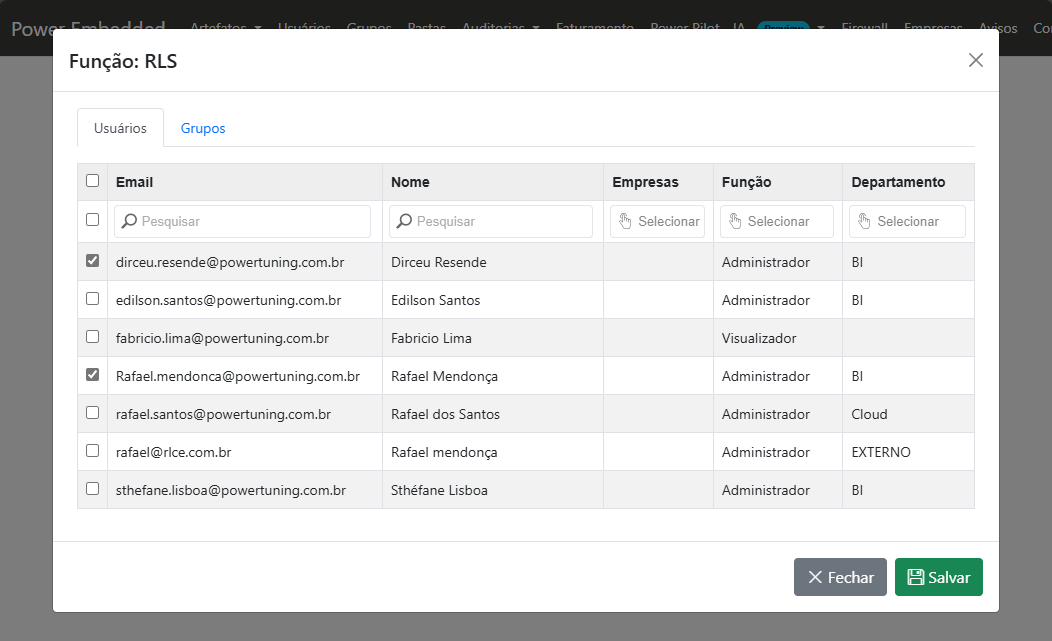 Power Embedded Artefatos Usuários Grupos Pastas Auditorias Faturamento Power Pilot IA Preview Firewall Empresas Avisos
Função: RLS
Usuários Grupos
Email Nome Empresas Função Departamento
Pesquisar Pesquisar Selecionar Selecionar Selecionar
dirceu.resende@powertuning.com.br Dirceu Resende Administrador BI
edilson.santos@powertuning.com.br Edilson Santos Administrador BI
fabricio.lima@powertuning.com.br Fabricio Lima Visualizador
Rafael.mendonca@powertuning.com.br Rafael Mendonça Administrador BI
rafael.santos@powertuning.com.br Rafael dos Santos Administrador Cloud
rafael@rlce.com.br Rafael mendonça Administrador EXTERNO
sthefane.lisboa@powertuning.com.br Sthéfane Lisboa Administrador BI
Fechar Salvar